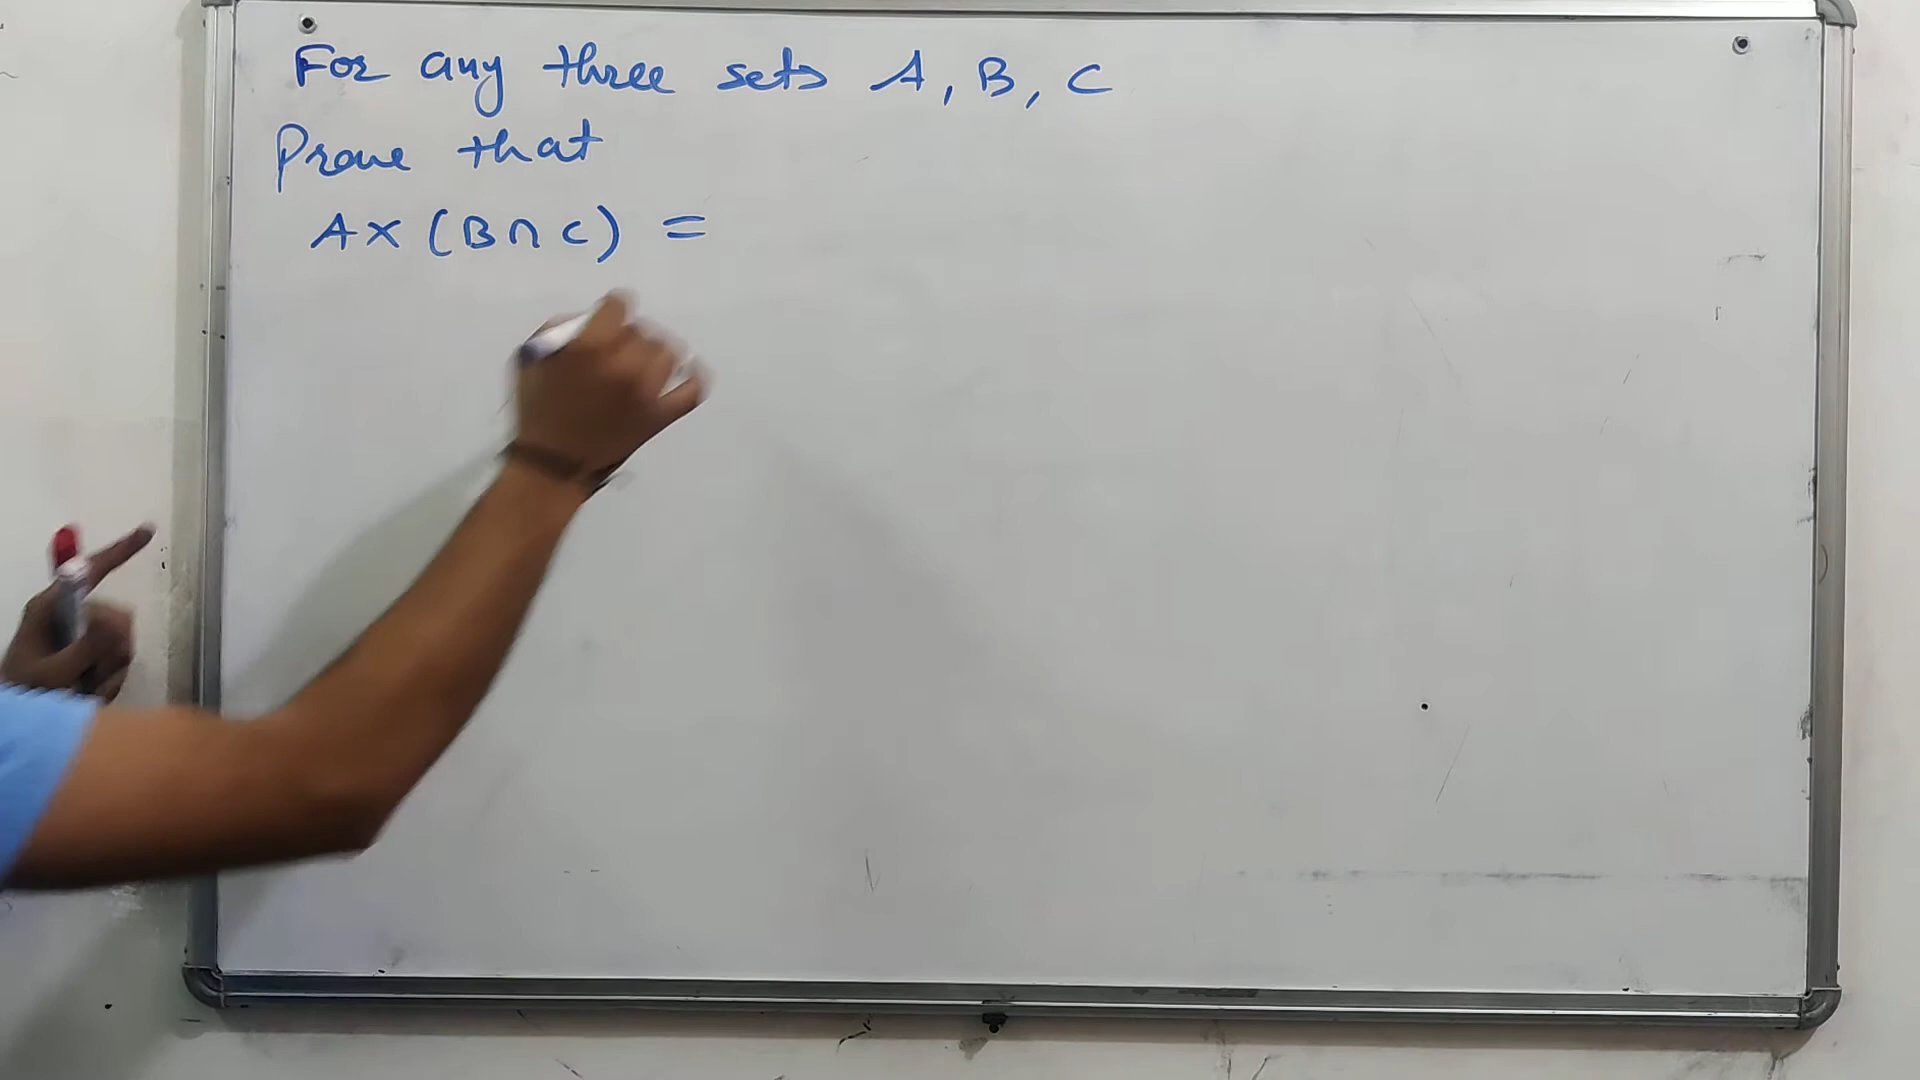 For any three sets A, B, C
Prove that
A × (B ∩ C) =